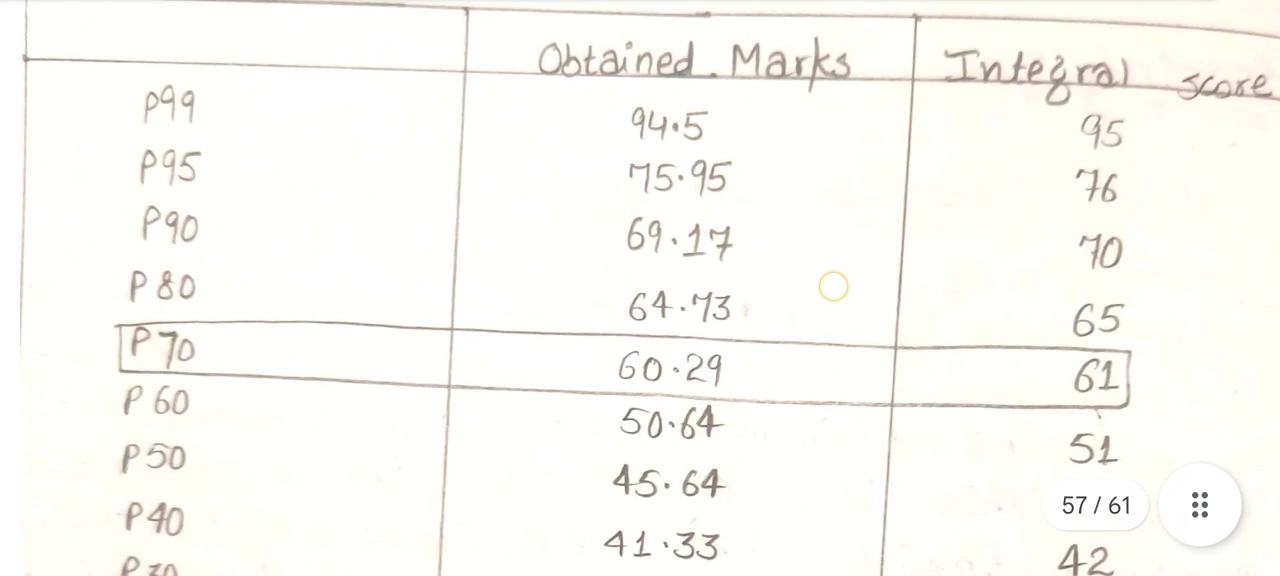 Obtained Marks Integral score
P99 94.5 95
P95 75.95 76
P90 69.17 70
P80 64.73 65
P70 60.29 61
P60 50.64 51
P50 45.64
57 / 61
P40 41.33 42
P30